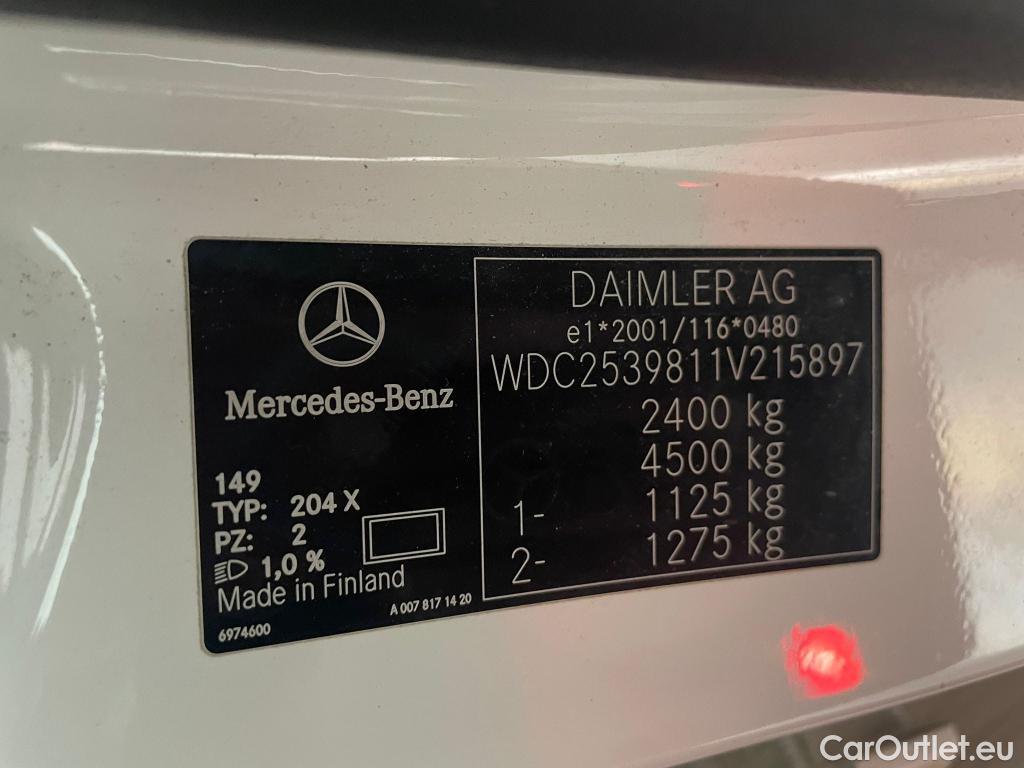 Mercedes-Benz
149
TYP: 204 X
PZ: 2
1,0 %
Made in Finland
A 007 817 14 20
6974600
DAIMLER AG
e1*2001/116*0480
WDC2539811V215897
2400 kg
4500 kg
1- 1125 kg
2- 1275 kg
CarOutlet.eu